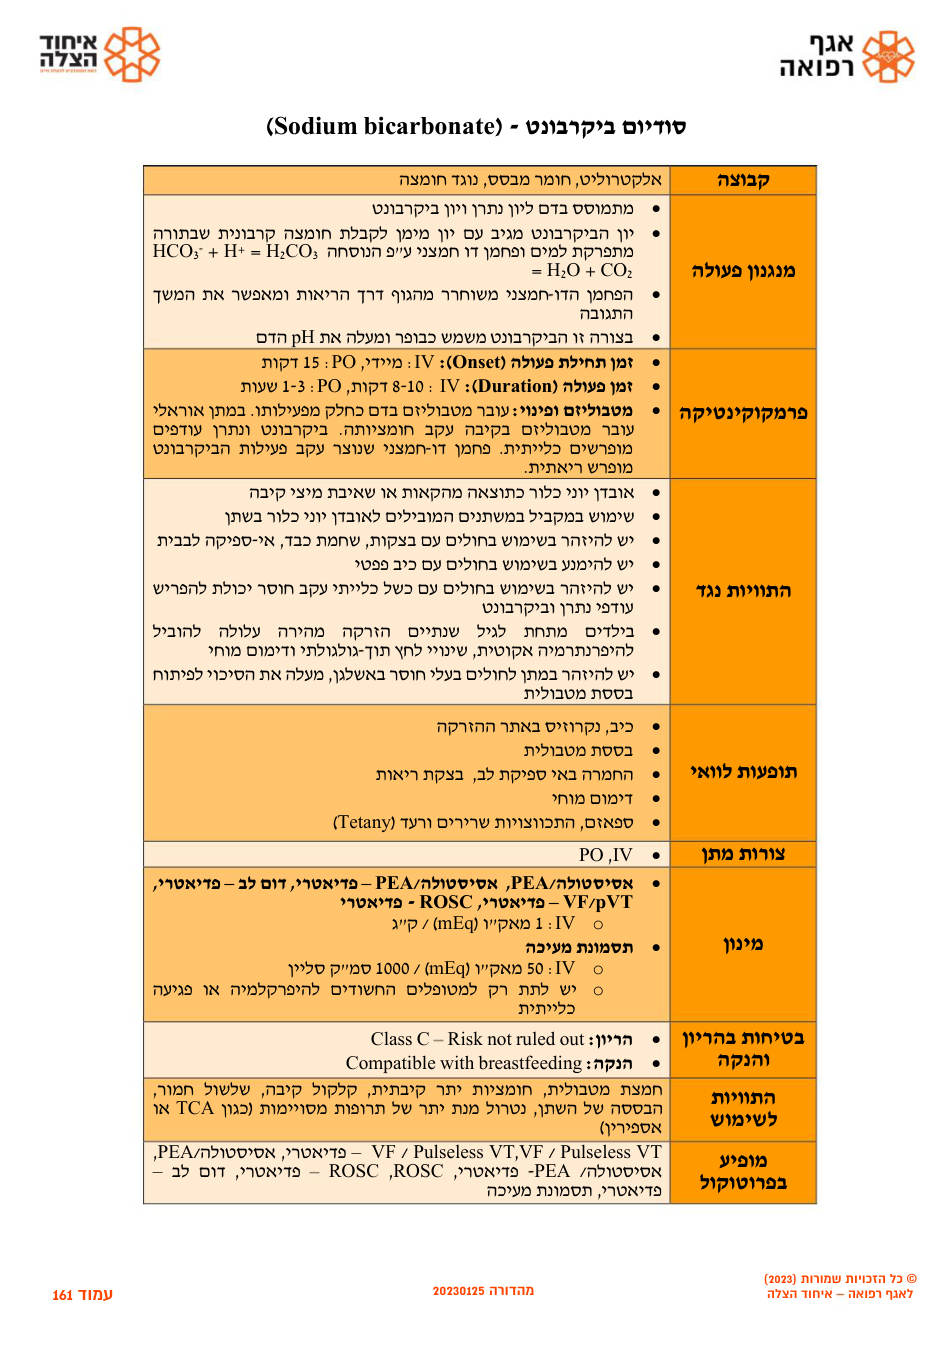 איחוד
הצלה
אגף
רפואה
סודיום ביקרבונט - (Sodium bicarbonate)
קבוצה
אלקטרוליט, חומר מבסס, נוגד חומצה
מנגנון פעולה
• מתמוסס בדם ליון נתרן ויון ביקרבונט
• יון הביקרבונט מגיב עם יון מימן לקבלת חומצה קרבונית שבתורה
מתפרקת למים ופחמן דו חמצני ע״פ הנוסחה HCO₃⁻ + H⁺ = H₂CO₃
= H₂O + CO₂
• הפחמן הדו-חמצני משוחרר מהגוף דרך הריאות ומאפשר את המשך
התגובה
• בצורה זו הביקרבונט משמש כבופר ומעלה את pH הדם
פרמקוקינטיקה
• זמן תחילת פעולה (Onset): IV: מיידי, PO: 15 דקות
• זמן פעולה (Duration): IV : 8-10 דקות, PO: 1-3 שעות
• מטבוליזם ופינוי: עובר מטבוליזם בדם כחלק מפעילותו. במתן אוראלי
עובר מטבוליזם בקיבה עקב חומציותה. ביקרבונט ונתרן עודפים
מופרשים כלייתית. פחמן דו-חמצני שנוצר עקב פעילות הביקרבונט
מופרש ריאתית.
התוויות נגד
• אובדן יוני כלור כתוצאה מהקאות או שאיבת מיצי קיבה
• שימוש במקביל במשתנים המובילים לאובדן יוני כלור בשתן
• יש להיזהר בשימוש בחולים עם בצקות, שחמת כבד, אי-ספיקה לבבית
• יש להימנע בשימוש בחולים עם כיב פפטי
• יש להיזהר בשימוש בחולים עם כשל כלייתי עקב חוסר יכולת להפריש
עודפי נתרן וביקרבונט
• בילדים מתחת לגיל שנתיים הזרקה מהירה עלולה להוביל
להיפרנתרמיה אקוטית, שינויי לחץ תוך-גולגולתי ודימום מוחי
• יש להיזהר במתן לחולים בעלי חוסר באשלגן, מעלה את הסיכוי לפיתוח
בססת מטבולית
תופעות לוואי
• כיב, נקרוזיס באתר ההזרקה
• בססת מטבולית
• החמרה באי ספיקת לב, בצקת ריאות
• דימום מוחי
• ספאזם, התכווצויות שרירים ורעד (Tetany)
צורות מתן
• PO ,IV
מינון
• אסיסטולה/PEA, אסיסטולה/PEA – פדיאטרי, דום לב – פדיאטרי,
VF/pVT – פדיאטרי, ROSC - פדיאטרי
○ IV: 1 מאק״ו (mEq) / ק״ג
• תסמונת מעיכה
○ IV: 50 מאק״ו (mEq) / 1000 סמ״ק סליין
○ יש לתת רק למטופלים החשודים להיפרקלמיה או פגיעה
כלייתית
בטיחות בהריון
והנקה
• הריון: Class C – Risk not ruled out
• הנקה: Compatible with breastfeeding
התוויות
לשימוש
חמצת מטבולית, חומציות יתר קיבתית, קלקול קיבה, שלשול חמור,
הבססה של השתן, נטרול מנת יתר של תרופות מסויימות (כגון TCA או
אספירין)
מופיע
בפרוטוקול
VF / Pulseless VT,VF / Pulseless VT – פדיאטרי, אסיסטולה/PEA,
אסיסטולה/ PEA- פדיאטרי, ROSC, ROSC – פדיאטרי, דום לב –
פדיאטרי, תסמונת מעיכה
© כל הזכויות שמורות (2023)
לאגף רפואה – איחוד הצלה
מהדורה 20230125
עמוד 161